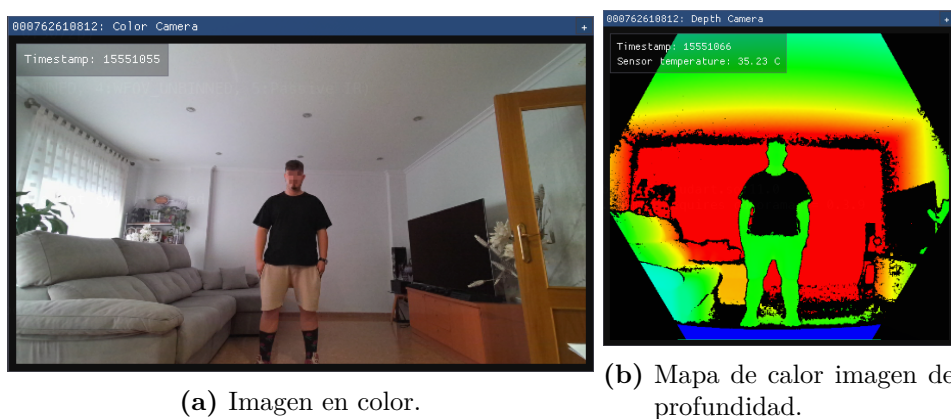 000762610812: Color Camera
Timestamp: 15551055
(a) Imagen en color.
000762610812: Depth Camera
Timestamp: 15551066
Sensor temperature: 35.23 C
(b) Mapa de calor imagen de
profundidad.